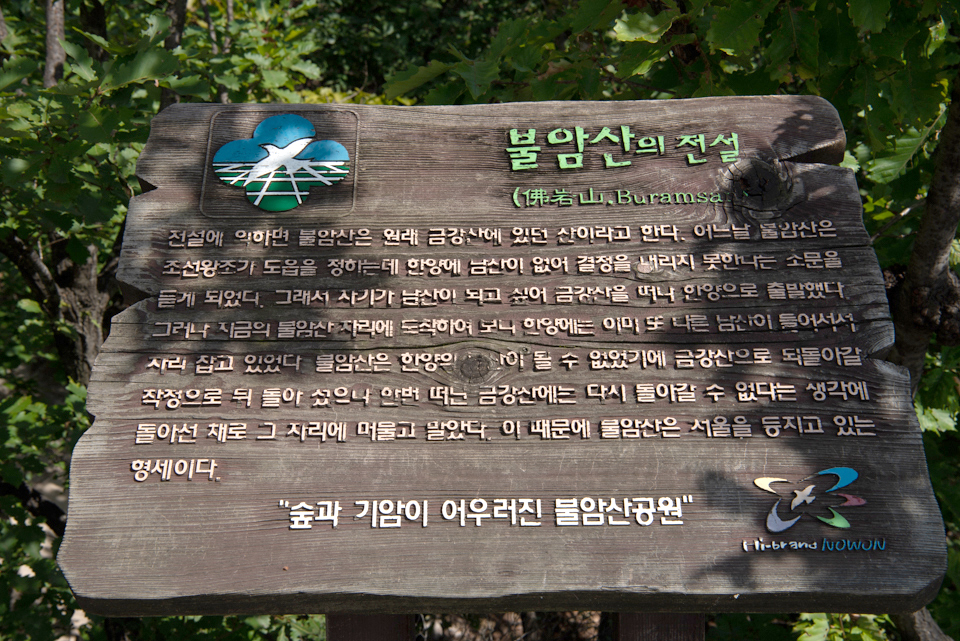 불암산의 전설
(佛岩山.Buramsa
전설에 의하면 불암산은 원래 금강산에 있던 산이라고 한다. 어느날 불암산은
조선왕조가 도읍을 정하는데 한양에 남산이 없어 결정을 내리지 못한다는 소문을
듣게 되었다. 그래서 자기가 남산이 되고 싶어 금강산을 떠나 한양으로 출발했다.
그러나 지금의 불암산 자리에 도착하여 보니 한양에는 이미 또 다른 남산이 들어서서
자리 잡고 있었다 불암산은 한양의 산이 될 수 없었기에 금강산으로 되돌아갈
작정으로 뒤 돌아 섰으나 한번 떠난 금강산에는 다시 돌아갈 수 없다는 생각에
돌아선 채로 그 자리에 머물고 말았다. 이 때문에 불암산은 서울을 등지고 있는
형세이다.
"숲과 기암이 어우러진 불암산공원"
Hi-brand NOWON